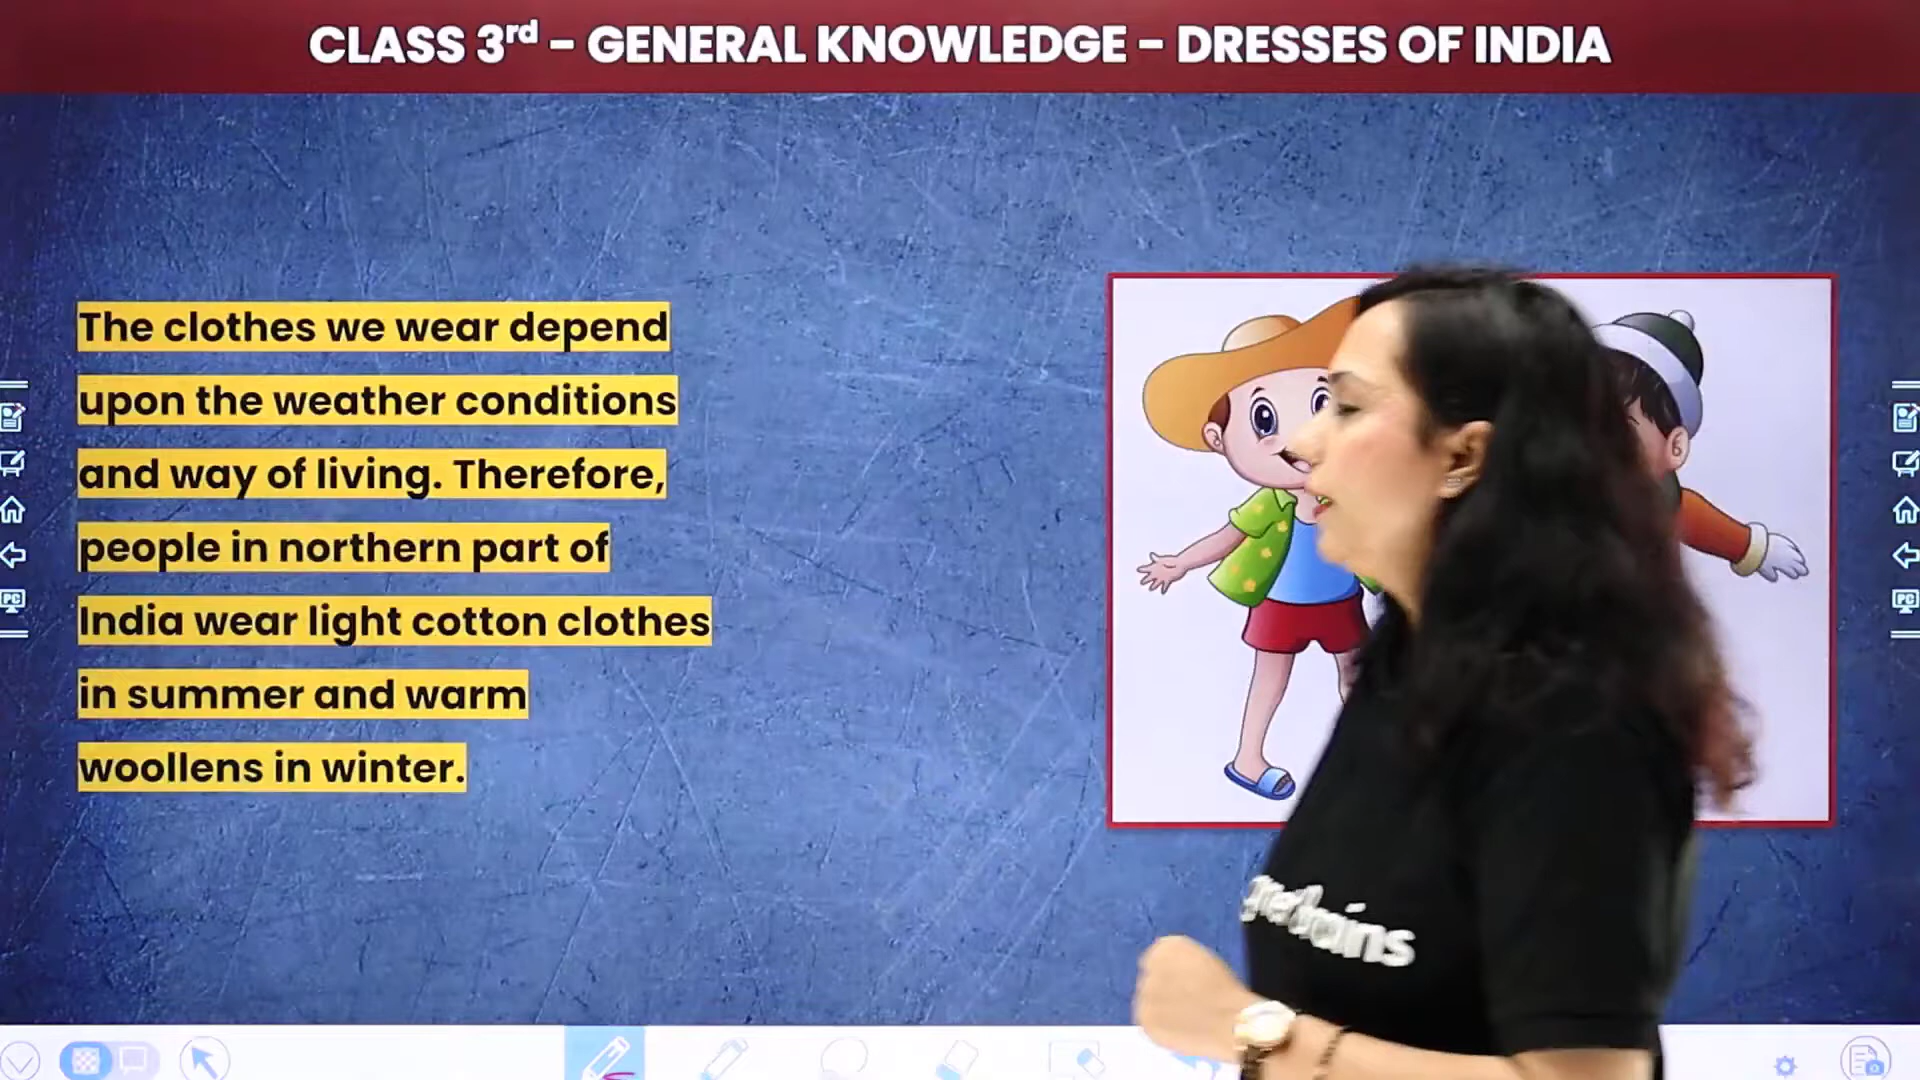 CLASS 3rd – GENERAL KNOWLEDGE – DRESSES OF INDIA
The clothes we wear depend
upon the weather conditions
and way of living. Therefore,
people in northern part of
India wear light cotton clothes
in summer and warm
woollens in winter.
PC
PC